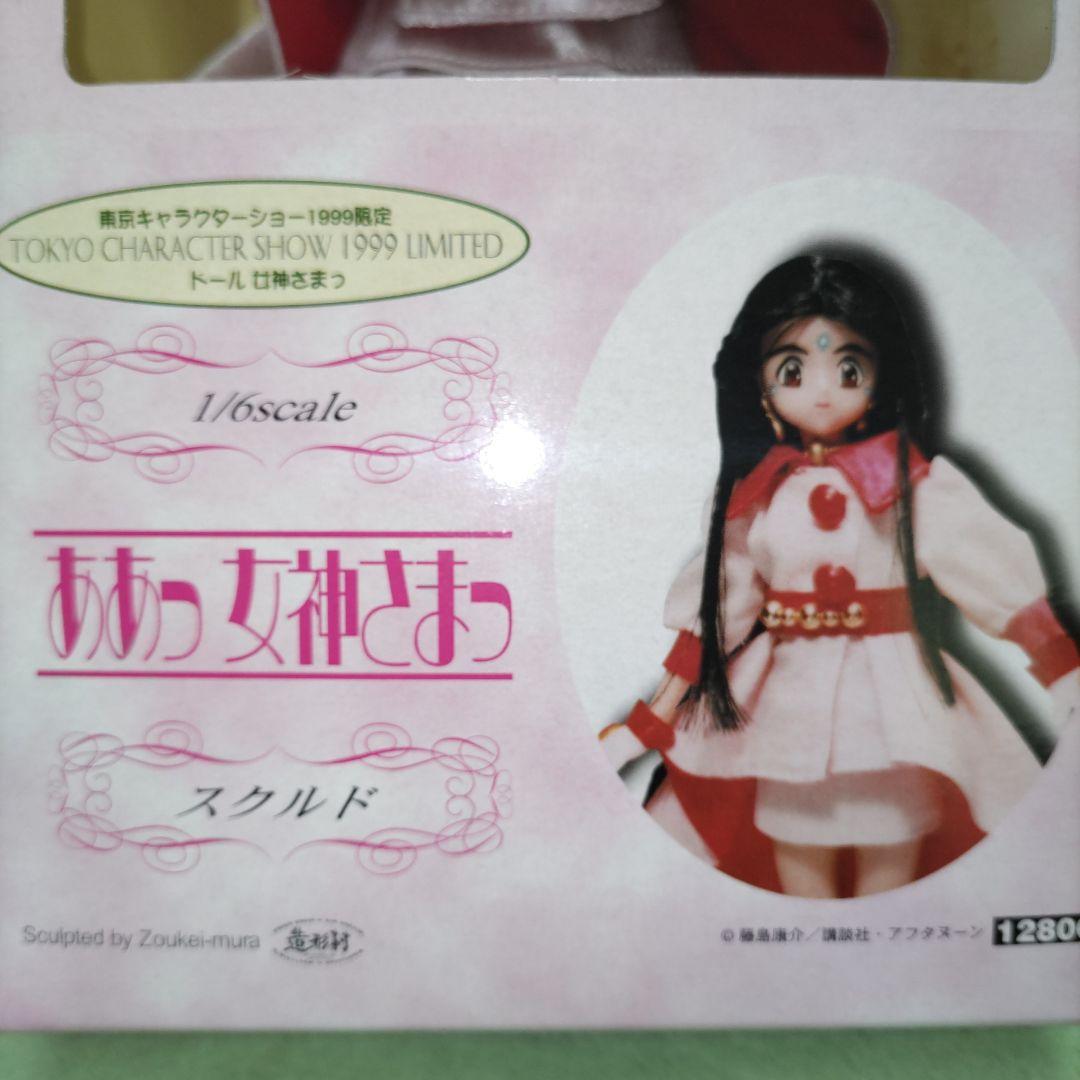 東京キャラクターショー1999限定
TOKYO CHARACTER SHOW 1999 LIMITED
ドール 女神さまっ
1/6scale
ああっ女神さまっ
スクルド
Sculpted by Zoukei-mura 造形村
© 藤島康介／講談社・アフタヌーン